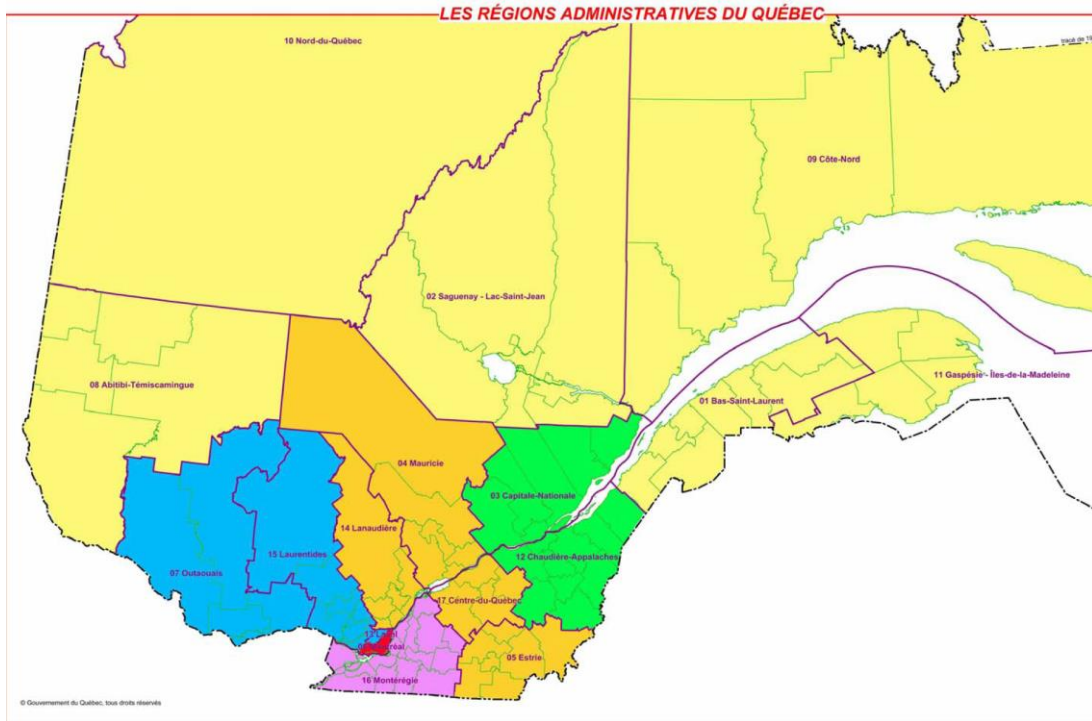 LES RÉGIONS ADMINISTRATIVES DU QUÉBEC
10 Nord-du-Québec
tracé de
09 Côte-Nord
02 Saguenay - Lac-Saint-Jean
08 Abitibi-Témiscamingue
11 Gaspésie - Îles-de-la-Madeleine
01 Bas-Saint-Laurent
04 Mauricie
03 Capitale-Nationale
14 Lanaudière
15 Laurentides
12 Chaudière-Appalaches
07 Outaouais
17 Centre-du-Québec
05 Estrie
16 Montérégie
© Gouvernement du Québec, tous droits réservés